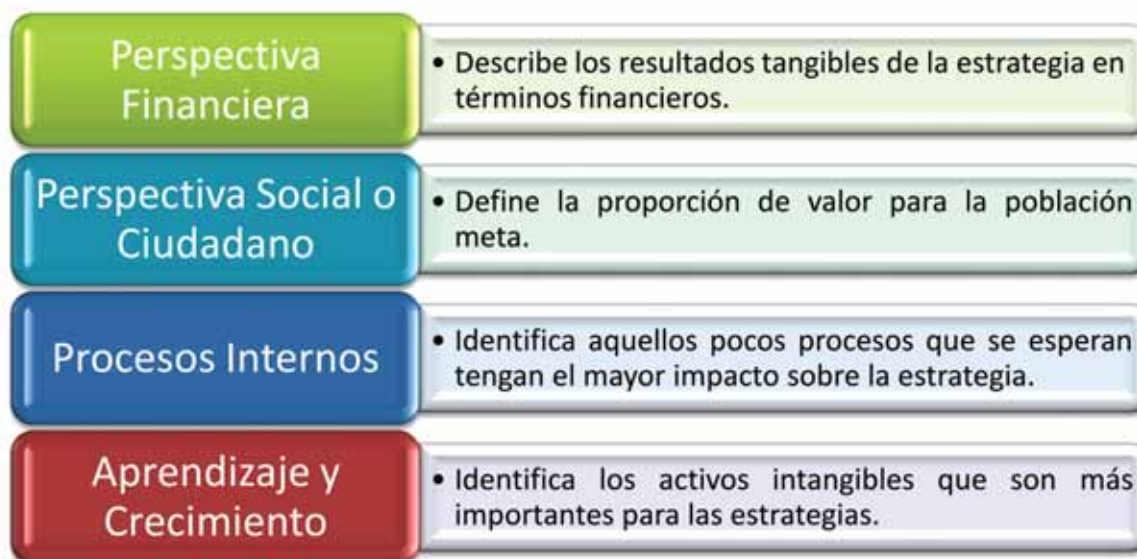 Perspectiva
Financiera
• Describe los resultados tangibles de la estrategia en
términos financieros.
Perspectiva Social o
Ciudadano
• Define la proporción de valor para la población
meta.
Procesos Internos
• Identifica aquellos pocos procesos que se esperan
tengan el mayor impacto sobre la estrategia.
Aprendizaje y
Crecimiento
• Identifica los activos intangibles que son más
importantes para las estrategias.